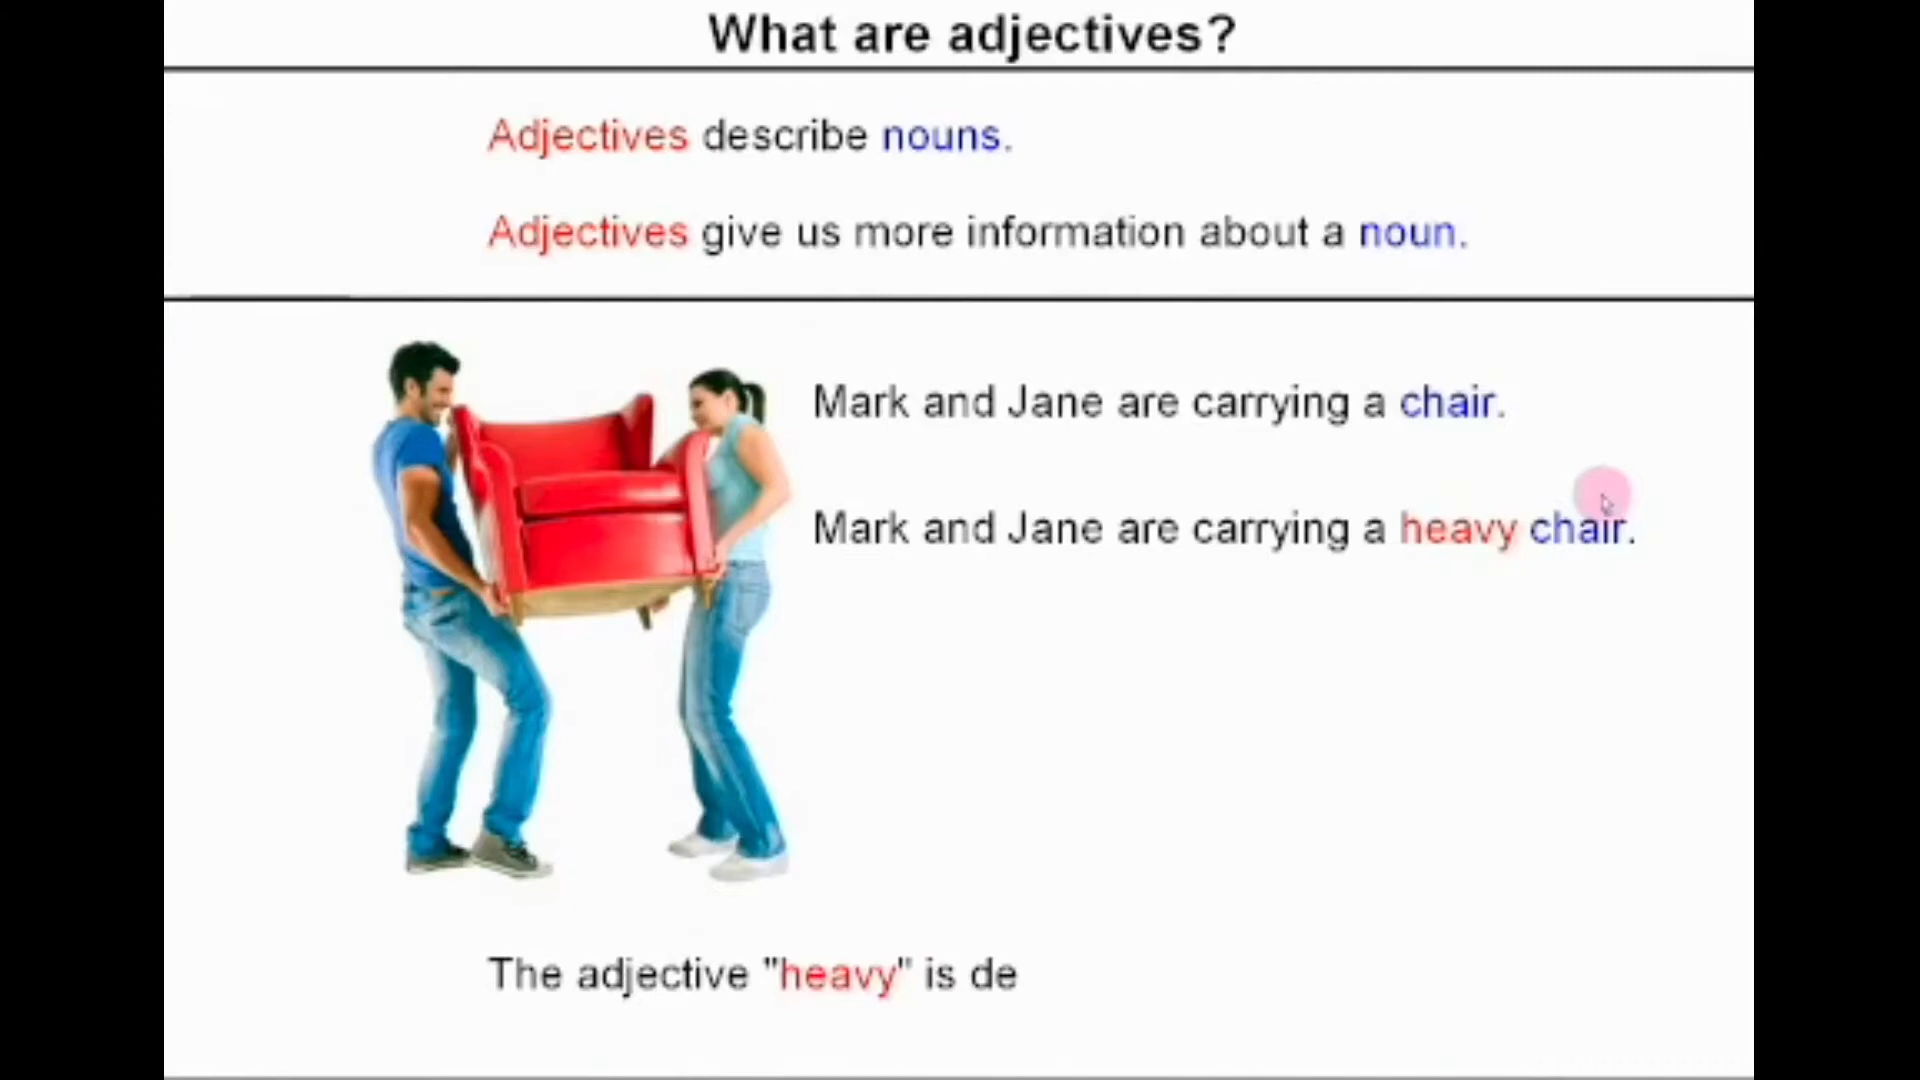 What are adjectives?
Adjectives describe nouns.
Adjectives give us more information about a noun.
Mark and Jane are carrying a chair.
Mark and Jane are carrying a heavy chair.
The adjective "heavy" is de